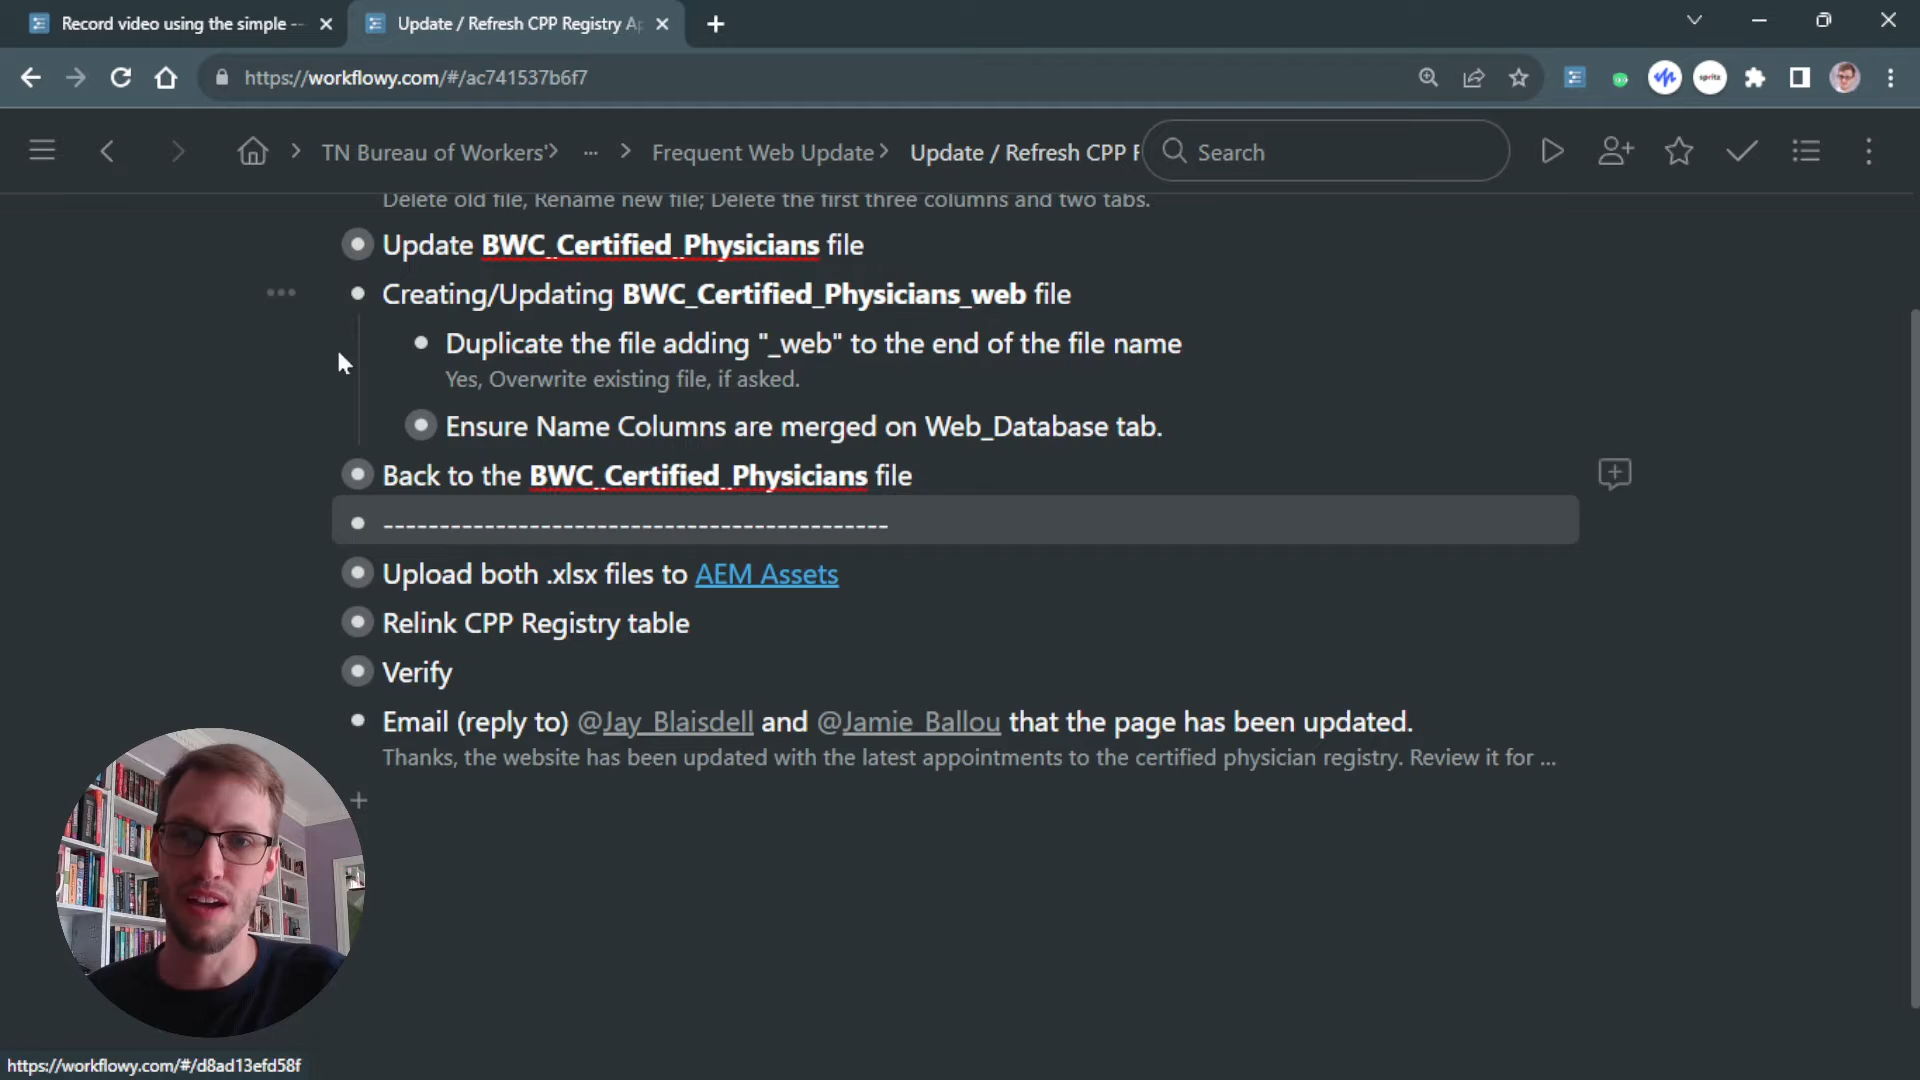 Record video using the simple --
Update / Refresh CPP Registry Ap
https://workflowy.com/#/ac741537b6f7
spritz
TN Bureau of Workers'
...
Frequent Web Update
Update / Refresh CPP R
Search
Delete old file, Rename new file; Delete the first three columns and two tabs.
Update BWC_Certified_Physicians file
Creating/Updating BWC_Certified_Physicians_web file
Duplicate the file adding "_web" to the end of the file name
Yes, Overwrite existing file, if asked.
Ensure Name Columns are merged on Web_Database tab.
Back to the BWC_Certified_Physicians file
---------------------------------------------
Upload both .xlsx files to AEM Assets
Relink CPP Registry table
Verify
Email (reply to) @Jay_Blaisdell and @Jamie_Ballou that the page has been updated.
Thanks, the website has been updated with the latest appointments to the certified physician registry. Review it for ...
https://workflowy.com/#/d8ad13efd58f